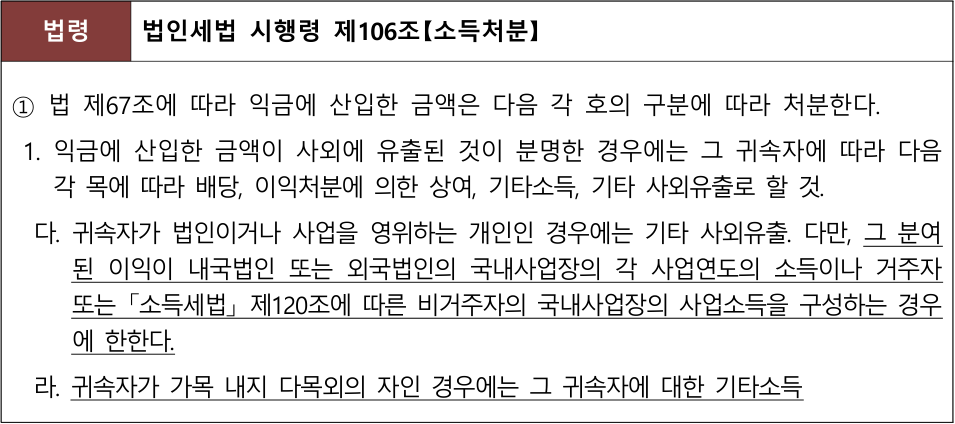 법령 법인세법 시행령 제106조【소득처분】
① 법 제67조에 따라 익금에 산입한 금액은 다음 각 호의 구분에 따라 처분한다.
1. 익금에 산입한 금액이 사외에 유출된 것이 분명한 경우에는 그 귀속자에 따라 다음
각 목에 따라 배당, 이익처분에 의한 상여, 기타소득, 기타 사외유출로 할 것.
다. 귀속자가 법인이거나 사업을 영위하는 개인인 경우에는 기타 사외유출. 다만, 그 분여
된 이익이 내국법인 또는 외국법인의 국내사업장의 각 사업연도의 소득이나 거주자
또는「소득세법」제120조에 따른 비거주자의 국내사업장의 사업소득을 구성하는 경우
에 한한다.
라. 귀속자가 가목 내지 다목외의 자인 경우에는 그 귀속자에 대한 기타소득